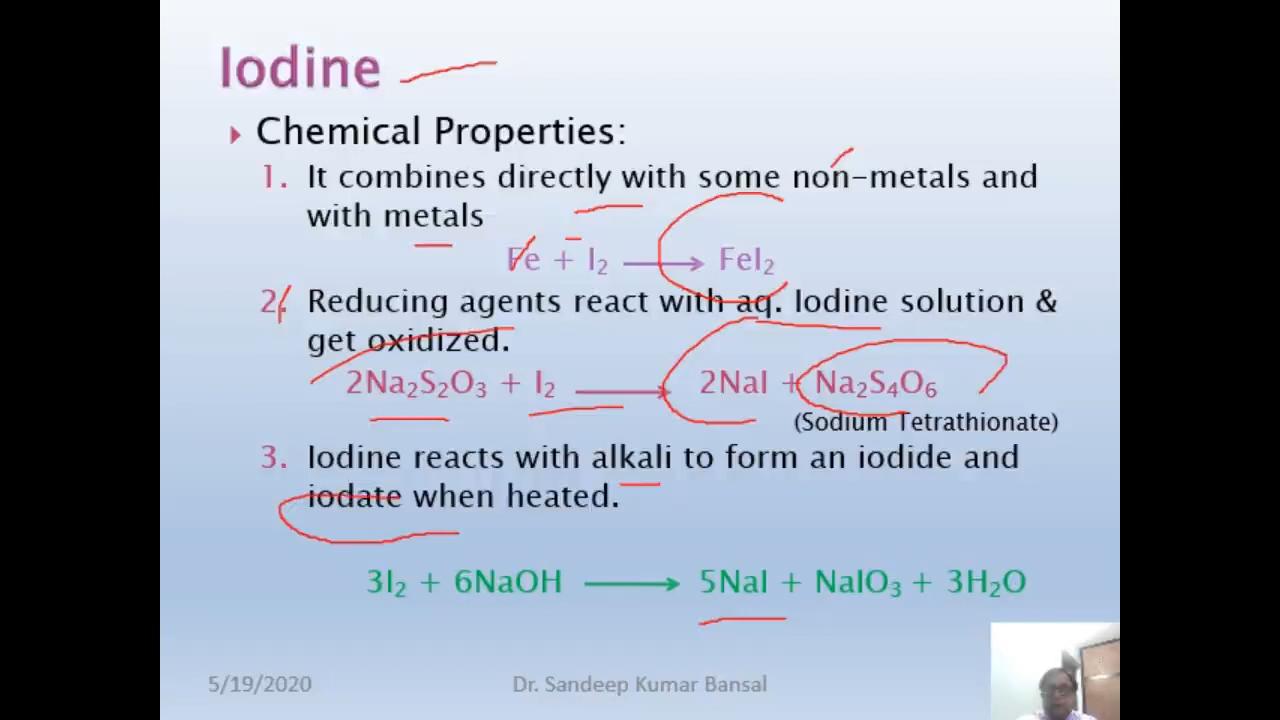 Iodine
Chemical Properties:
1. It combines directly with some non-metals and
with metals
Fe + I₂ ⟶ FeI₂
2. Reducing agents react with aq. Iodine solution &
get oxidized.
2Na₂S₂O₃ + I₂ ⟶ 2NaI + Na₂S₄O₆
(Sodium Tetrathionate)
3. Iodine reacts with alkali to form an iodide and
iodate when heated.
3I₂ + 6NaOH ⟶ 5NaI + NaIO₃ + 3H₂O
5/19/2020 Dr. Sandeep Kumar Bansal